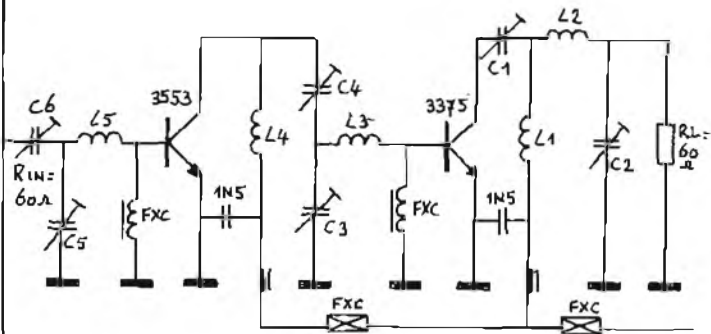 C6
L5
3553
RIN=
60Ω
C5
FXC
1N5
L4
C4
L3
C3
FXC
3375
1N5
C1
L1
L2
C2
RL=
60
Ω
FXC
FXC